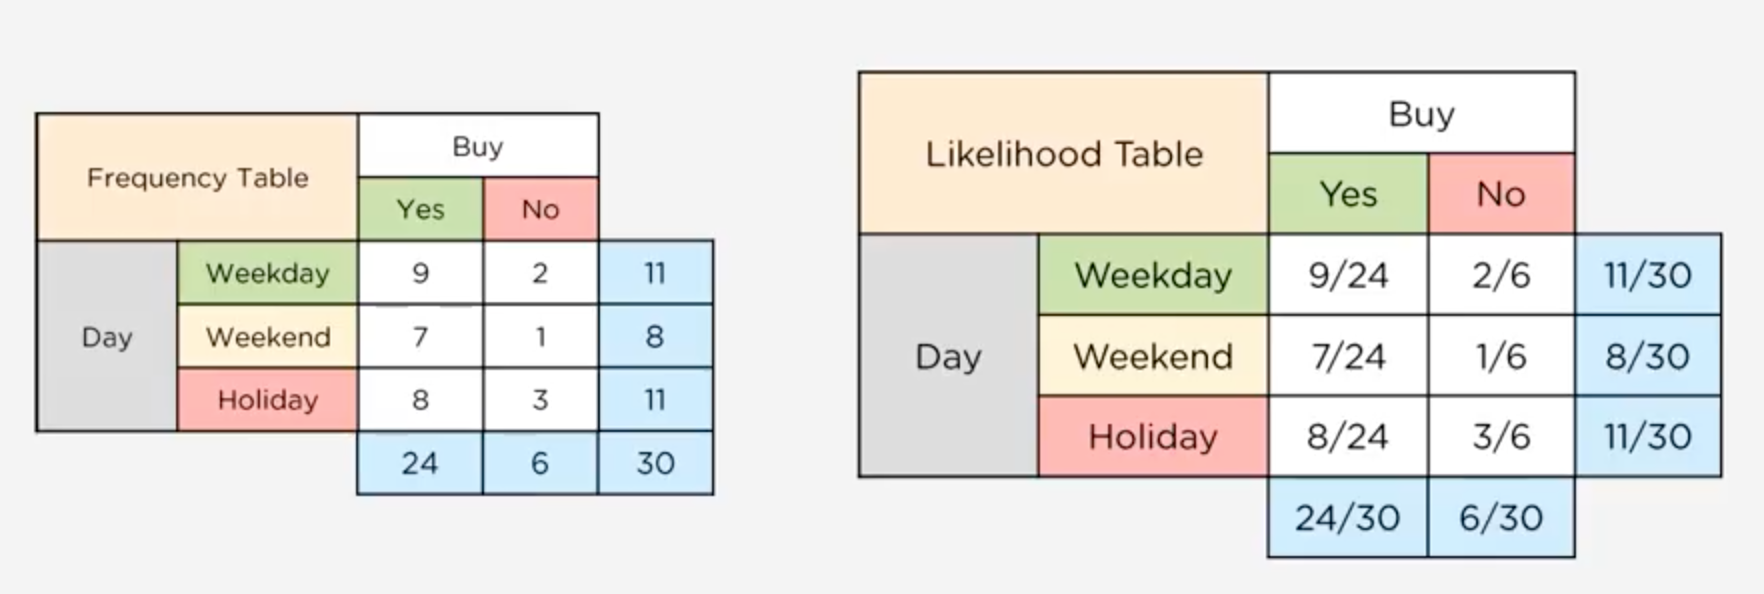 Frequency Table
Buy
Yes No
Day
Weekday 9 2 11
Weekend 7 1 8
Holiday 8 3 11
24 6 30
Likelihood Table
Buy
Yes No
Day
Weekday 9/24 2/6 11/30
Weekend 7/24 1/6 8/30
Holiday 8/24 3/6 11/30
24/30 6/30